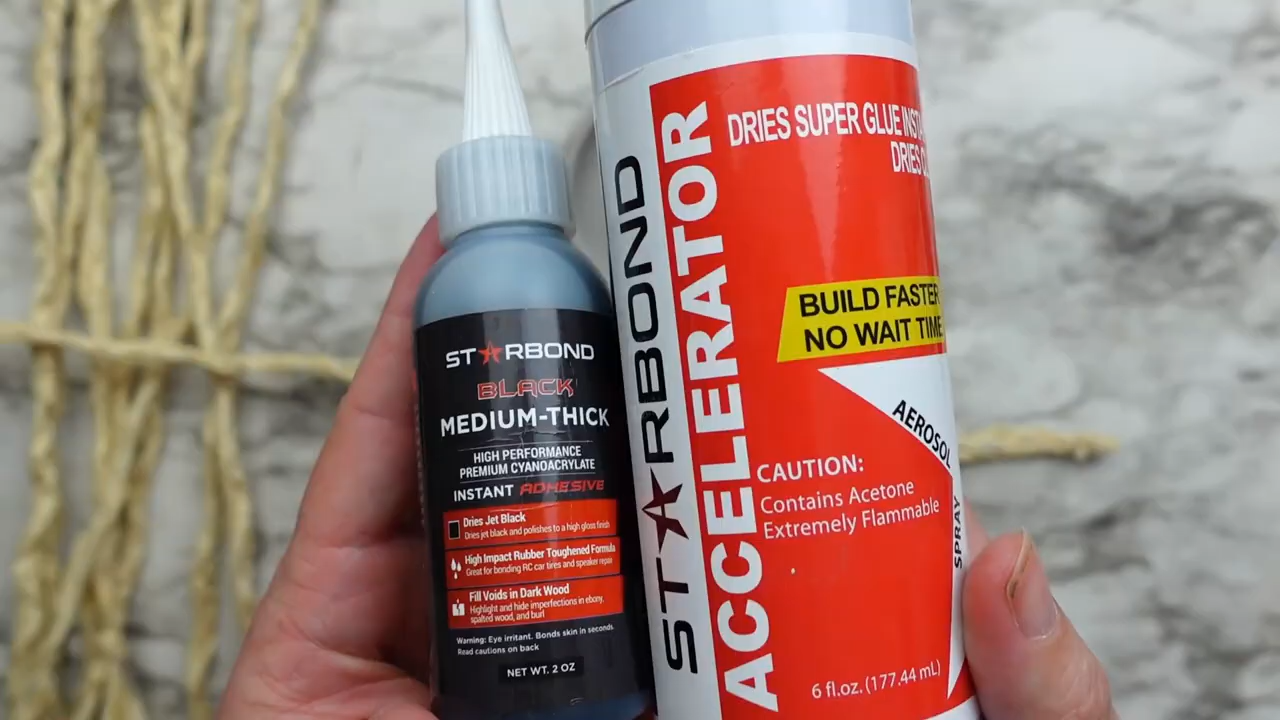 STARBOND
BLACK
MEDIUM-THICK
HIGH PERFORMANCE
PREMIUM CYANOACRYLATE
INSTANT ADHESIVE
Dries Jet Black
Dries jet black and polishes to a high gloss finish
High Impact Rubber Toughened Formula
Great for bonding RC car tires and speaker repair
Fill Voids in Dark Wood
Highlight and hide imperfections in ebony,
spalted wood, and burl
Warning: Eye irritant. Bonds skin in seconds.
Read cautions on back
NET WT. 2 OZ
STARBOND
ACCELERATOR
DRIES SUPER GLUE
DRIES
BUILD FASTER
NO WAIT TIME
AEROSOL
SPRAY
CAUTION:
Contains Acetone
Extremely Flammable
6 fl.oz. (177.44 mL)